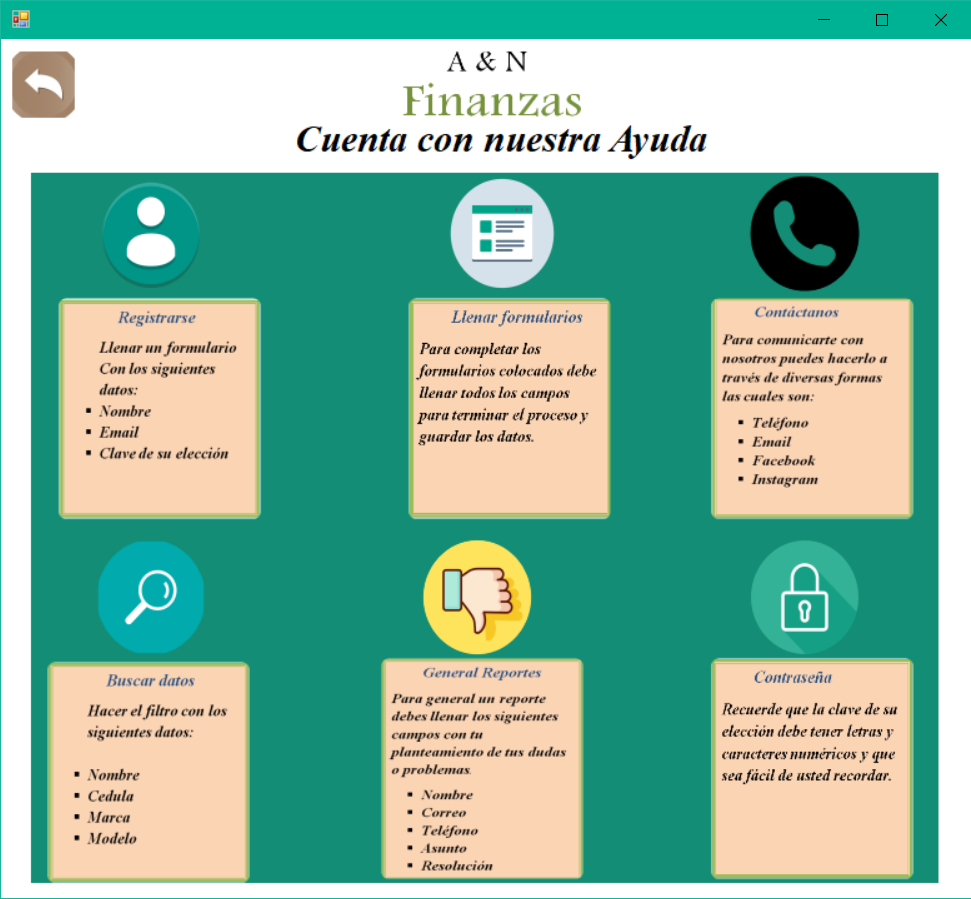 A & N
Finanzas
Cuenta con nuestra Ayuda
Registrarse
Llenar un formulario
Con los siguientes
datos:
▪ Nombre
▪ Email
▪ Clave de su elección
Llenar formularios
Para completar los
formularios colocados debe
llenar todos los campos
para terminar el proceso y
guardar los datos.
Contáctanos
Para comunicarte con
nosotros puedes hacerlo a
través de diversas formas
las cuales son:
▪ Teléfono
▪ Email
▪ Facebook
▪ Instagram
Buscar datos
Hacer el filtro con los
siguientes datos:
▪ Nombre
▪ Cedula
▪ Marca
▪ Modelo
General Reportes
Para general un reporte
debes llenar los siguientes
campos con tu
planteamiento de tus dudas
o problemas.
▪ Nombre
▪ Correo
▪ Teléfono
▪ Asunto
▪ Resolución
Contraseña
Recuerde que la clave de su
elección debe tener letras y
caracteres numéricos y que
sea fácil de usted recordar.